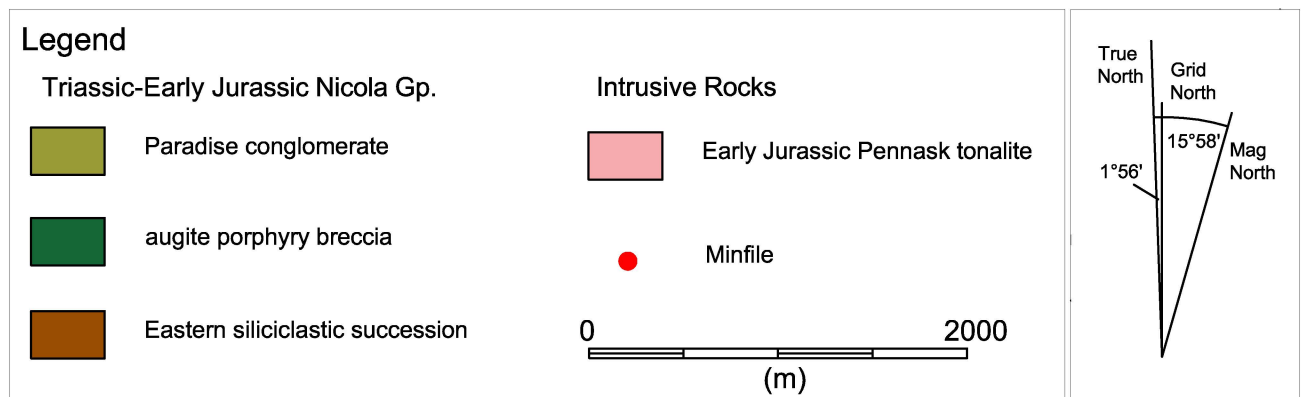 Legend
Triassic-Early Jurassic Nicola Gp.
Paradise conglomerate
augite porphyry breccia
Eastern siliciclastic succession
Intrusive Rocks
Early Jurassic Pennask tonalite
Minfile
0 2000
(m)
True
North
Grid
North
15°58'
Mag
North
1°56'